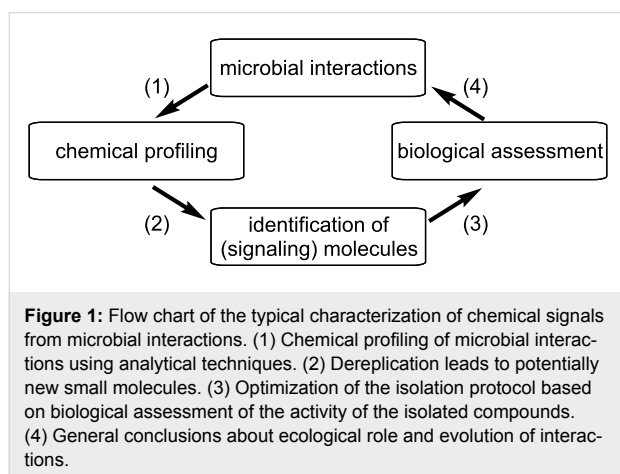 microbial interactions
(1)
(4)
chemical profiling
biological assessment
(2)
identification of
(signaling) molecules
(3)
Figure 1: Flow chart of the typical characterization of chemical signals
from microbial interactions. (1) Chemical profiling of microbial interac-
tions using analytical techniques. (2) Dereplication leads to potentially
new small molecules. (3) Optimization of the isolation protocol based
on biological assessment of the activity of the isolated compounds.
(4) General conclusions about ecological role and evolution of interac-
tions.